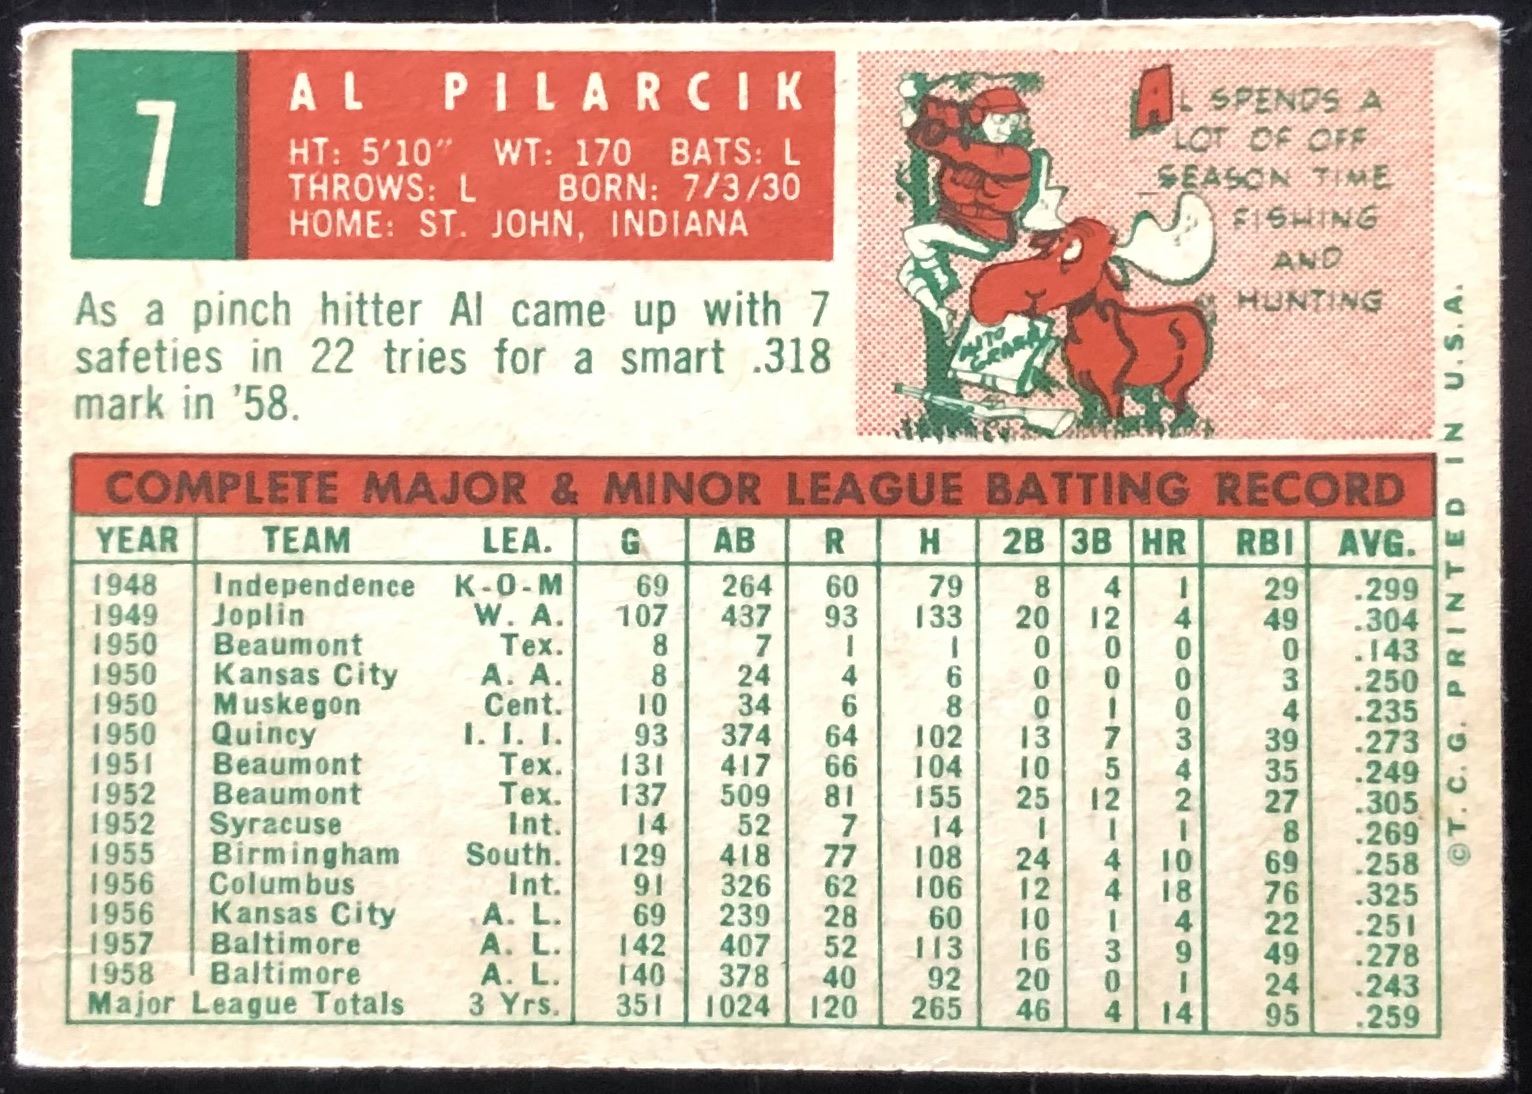 7
AL PILARCIK
HT: 5'10" WT: 170 BATS: L
THROWS: L BORN: 7/3/30
HOME: ST. JOHN, INDIANA
AL SPENDS A
LOT OF OFF
SEASON TIME
FISHING
AND
HUNTING
AUTO
GRAPH
As a pinch hitter Al came up with 7
safeties in 22 tries for a smart .318
mark in '58.
COMPLETE MAJOR & MINOR LEAGUE BATTING RECORD
YEAR TEAM LEA. G AB R H 2B 3B HR RBI AVG.
1948 Independence K-O-M 69 264 60 79 8 4 1 29 .299
1949 Joplin W. A. 107 437 93 133 20 12 4 49 .304
1950 Beaumont Tex. 8 7 1 1 0 0 0 0 .143
1950 Kansas City A. A. 8 24 4 6 0 0 0 3 .250
1950 Muskegon Cent. 10 34 6 8 0 1 0 4 .235
1950 Quincy I. I. I. 93 374 64 102 13 7 3 39 .273
1951 Beaumont Tex. 131 417 66 104 10 5 4 35 .249
1952 Beaumont Tex. 137 509 81 155 25 12 2 27 .305
1952 Syracuse Int. 14 52 7 14 1 1 1 8 .269
1955 Birmingham South. 129 418 77 108 24 4 10 69 .258
1956 Columbus Int. 91 326 62 106 12 4 18 76 .325
1956 Kansas City A. L. 69 239 28 60 10 1 4 22 .251
1957 Baltimore A. L. 142 407 52 113 16 3 9 49 .278
1958 Baltimore A. L. 140 378 40 92 20 0 1 24 .243
Major League Totals 3 Yrs. 351 1024 120 265 46 4 14 95 .259
©T. C. G. PRINTED IN U.S.A.